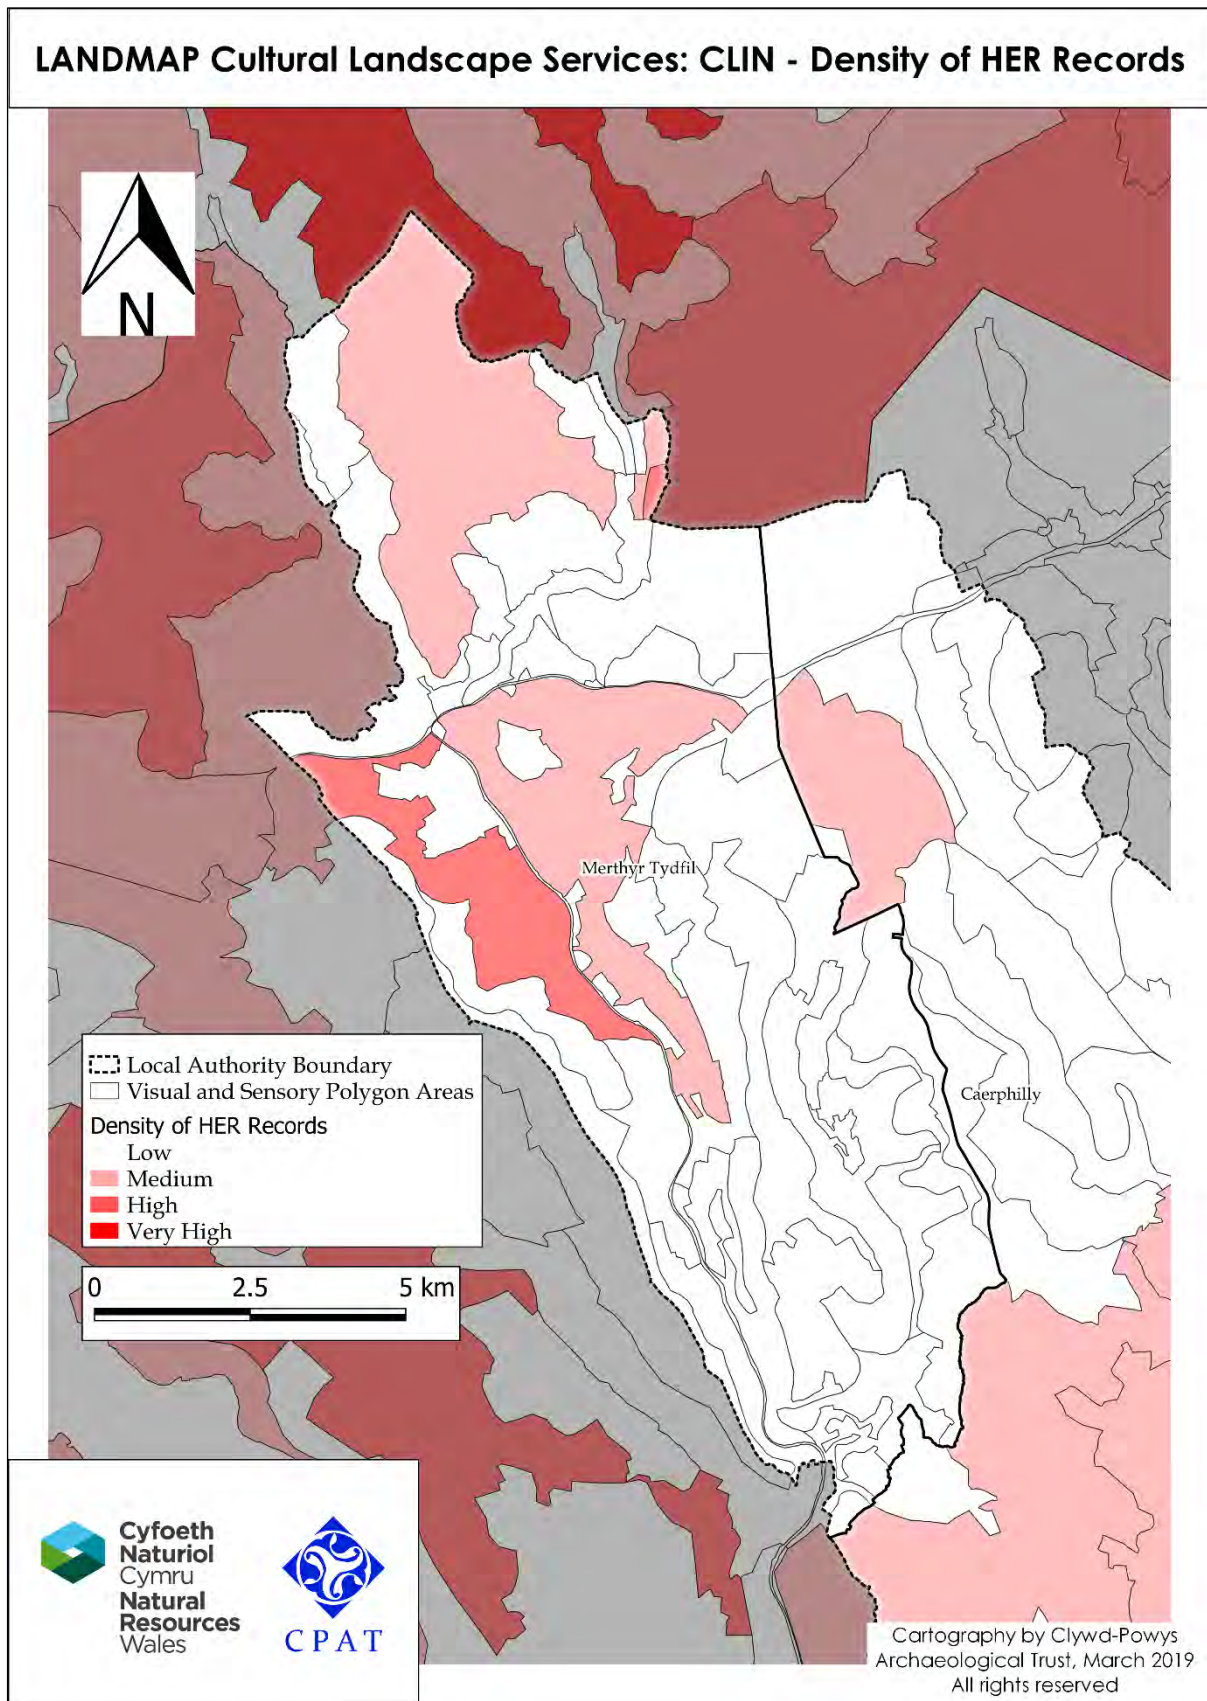 LANDMAP Cultural Landscape Services: CLIN - Density of HER Records
N
Merthyr Tydfil
Caerphilly
Local Authority Boundary
Visual and Sensory Polygon Areas
Density of HER Records
Low
Medium
High
Very High
0 2.5 5 km
Cyfoeth
Naturiol
Cymru
Natural
Resources
Wales
CPAT
Cartography by Clywd-Powys
Archaeological Trust, March 2019
All rights reserved